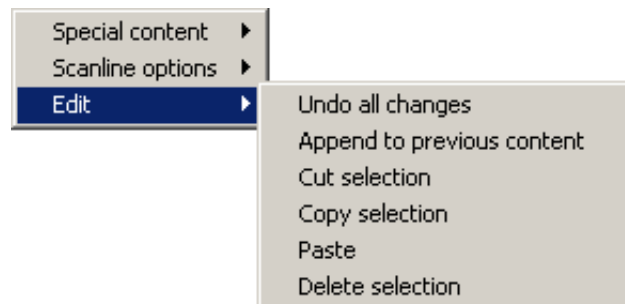 Special content
Scanline options
Edit
Undo all changes
Append to previous content
Cut selection
Copy selection
Paste
Delete selection